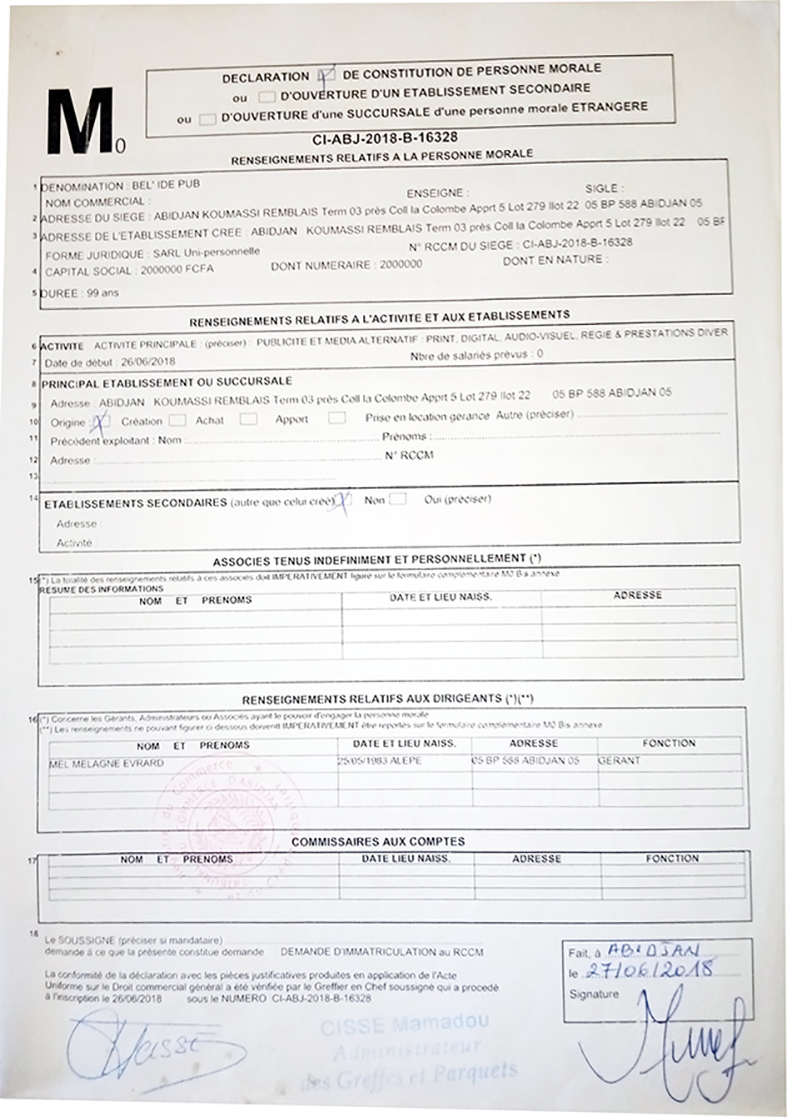 M0
DECLARATION DE CONSTITUTION DE PERSONNE MORALE
ou D'OUVERTURE D'UN ETABLISSEMENT SECONDAIRE
ou D'OUVERTURE d'une SUCCURSALE d'une personne morale ETRANGERE
CI-ABJ-2018-B-16328
RENSEIGNEMENTS RELATIFS A LA PERSONNE MORALE
1 DENOMINATION : BEL' IDE PUB
NOM COMMERCIAL : ENSEIGNE : SIGLE :
2 ADRESSE DU SIEGE : ABIDJAN KOUMASSI REMBLAIS Term 03 près Coll la Colombe Apprt 5 Lot 279 Ilot 22 05 BP 588 ABIDJAN 05
3 ADRESSE DE L'ETABLISSEMENT CREE : ABIDJAN KOUMASSI REMBLAIS Term 03 près Coll la Colombe Apprt 5 Lot 279 Ilot 22 05 BP
FORME JURIDIQUE : SARL Uni-personnelle N° RCCM DU SIEGE : CI-ABJ-2018-B-16328
4 CAPITAL SOCIAL : 2000000 FCFA DONT NUMERAIRE : 2000000 DONT EN NATURE :
5 DUREE : 99 ans
RENSEIGNEMENTS RELATIFS A L'ACTIVITE ET AUX ETABLISSEMENTS
6 ACTIVITE ACTIVITE PRINCIPALE : (préciser) : PUBLICITE ET MEDIA ALTERNATIF : PRINT, DIGITAL, AUDIO-VISUEL, REGIE & PRESTATIONS DIVER
7 Date de début : 26/06/2018 Nbre de salariés prévus : 0
8 PRINCIPAL ETABLISSEMENT OU SUCCURSALE
9 Adresse : ABIDJAN KOUMASSI REMBLAIS Term 03 près Coll la Colombe Apprt 5 Lot 279 Ilot 22 05 BP 588 ABIDJAN 05
10 Origine : Création Achat Apport Prise en location gérance Autre (préciser)
11 Précédent exploitant : Nom : Prénoms :
12 Adresse : N° RCCM
13
14 ETABLISSEMENTS SECONDAIRES (autre que celui créé) Non Oui (préciser)
Adresse :
Activité :
ASSOCIES TENUS INDEFINIMENT ET PERSONNELLEMENT (*)
15 (*) La totalité des renseignements relatifs à ces associés doit IMPERATIVEMENT figuré sur le formulaire complémentaire M0 Bis annexe
RESUME DES INFORMATIONS
NOM ET PRENOMS DATE ET LIEU NAISS. ADRESSE
RENSEIGNEMENTS RELATIFS AUX DIRIGEANTS (*)(**)
16 (*) Concerne les Gérants, Administrateurs ou Associés ayant le pouvoir d'engager la personne morale
(**) Les renseignements ne pouvant figurer ci-dessous doivent IMPERATIVEMENT être reportés sur le formulaire complémentaire M0 Bis annexe
NOM ET PRENOMS DATE ET LIEU NAISS. ADRESSE FONCTION
MEL MELAGNE EVRARD 25/05/1983 ALEPE 05 BP 588 ABIDJAN 05 GERANT
COMMISSAIRES AUX COMPTES
17 NOM ET PRENOMS DATE LIEU NAISS. ADRESSE FONCTION
18 Le SOUSSIGNE (préciser si mandataire)
demande à ce que la présente constitue demande DEMANDE D'IMMATRICULATION au RCCM
La conformité de la déclaration avec les pièces justificatives produites en application de l'Acte
Uniforme sur le Droit commercial général a été vérifiée par le Greffier en Chef soussigné qui a procédé
à l'inscription le 26/06/2018 sous le NUMERO CI-ABJ-2018-B-16328
Fait, à ABIDJAN
le 27/06/2018
Signature
CISSE Mamadou
Administrateur
des Greffes et Parquets